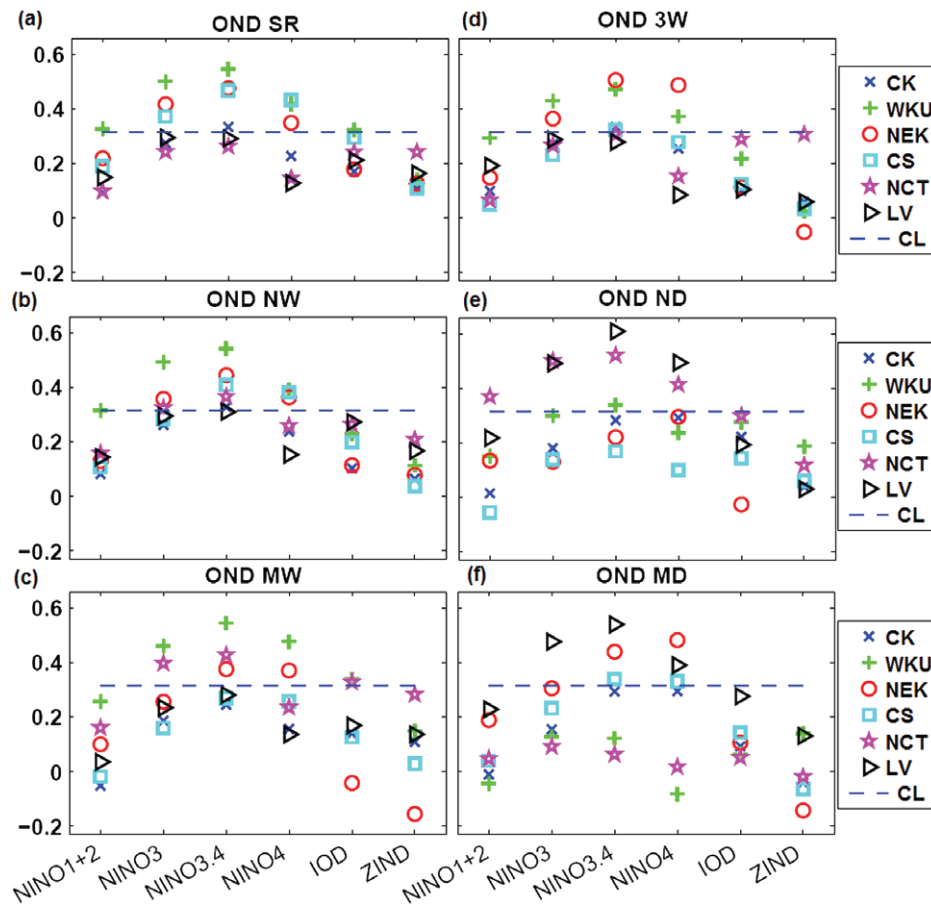 (a)
OND SR
0.6
0.4
0.2
0
−0.2
(d)
OND 3W
CK
WKU
NEK
CS
NCT
LV
CL
(b)
OND NW
0.6
0.4
0.2
0
−0.2
(e)
OND ND
CK
WKU
NEK
CS
NCT
LV
CL
(c)
OND MW
0.6
0.4
0.2
0
−0.2
NINO1+2
NINO3
NINO3.4
NINO4
IOD
ZIND
(f)
OND MD
CK
WKU
NEK
CS
NCT
LV
CL
NINO1+2
NINO3
NINO3.4
NINO4
IOD
ZIND